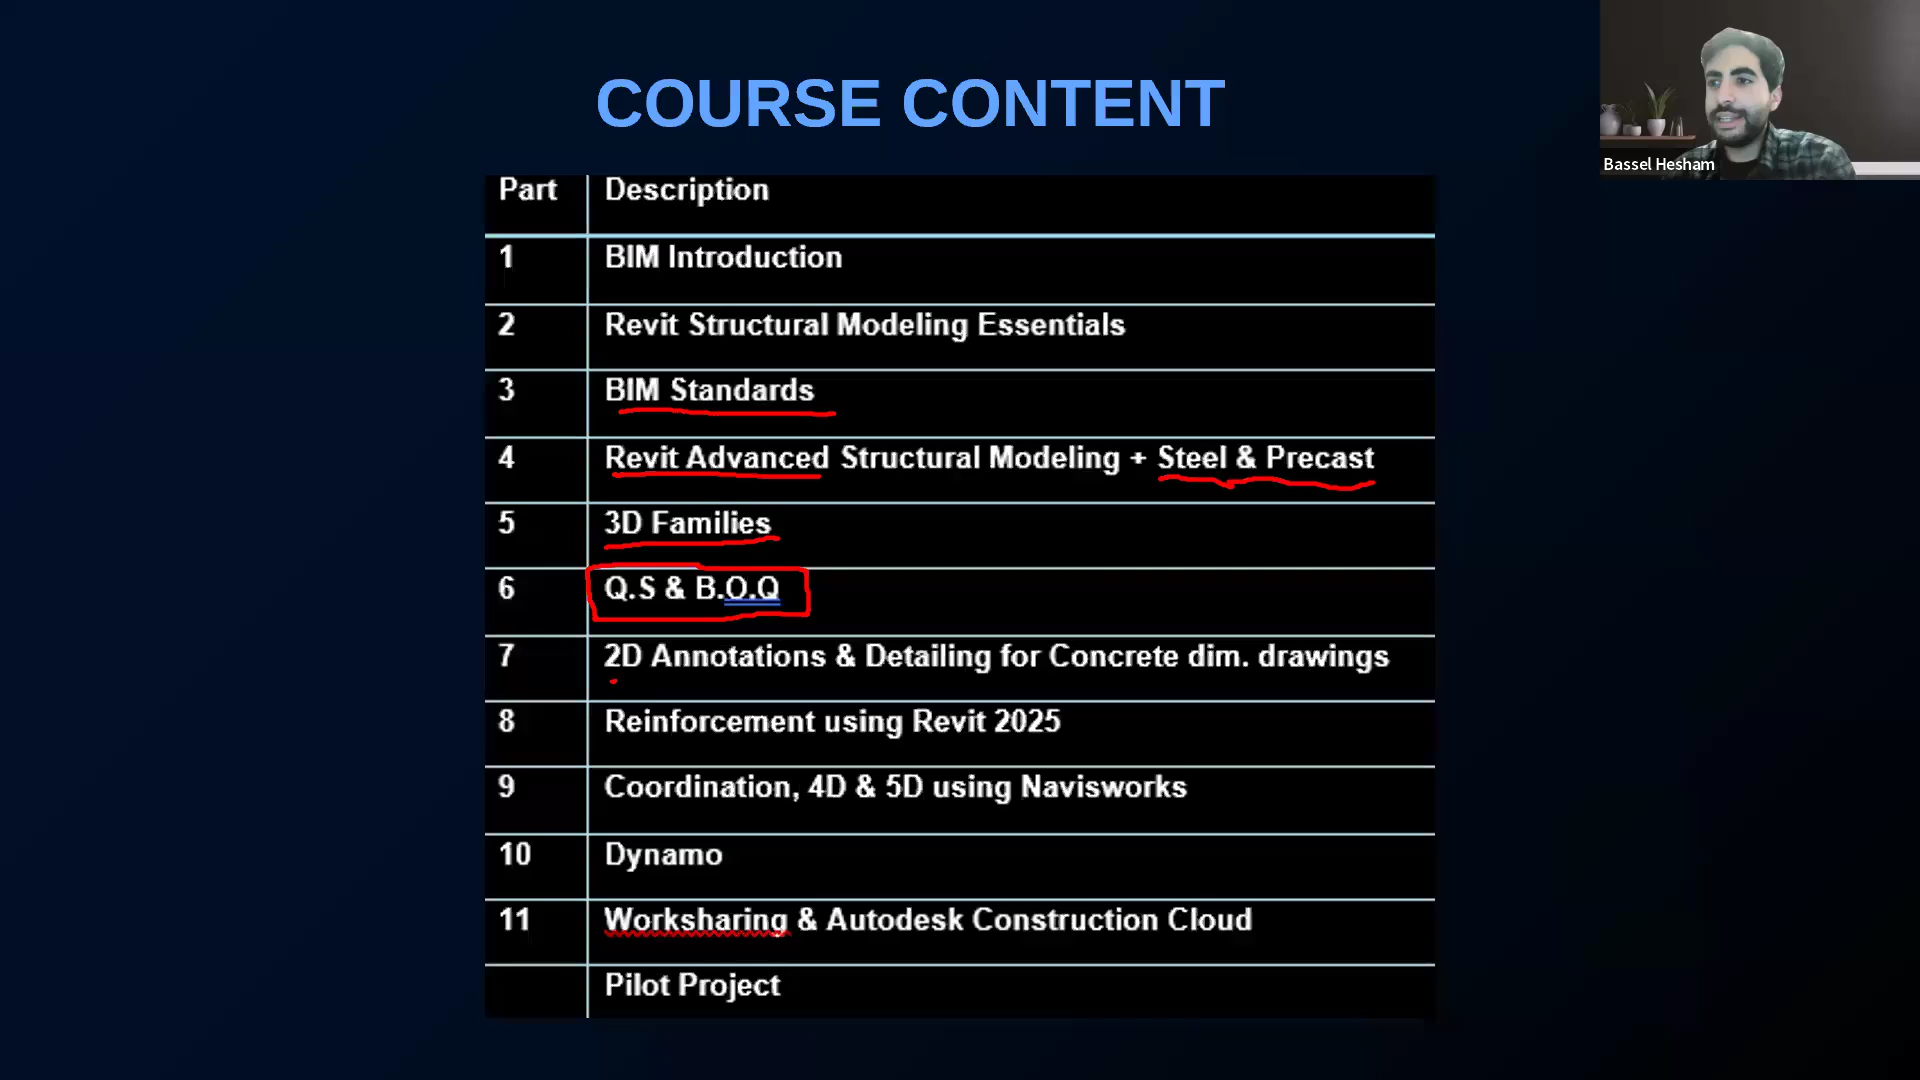 COURSE CONTENT
Bassel Hesham
Part Description
1 BIM Introduction
2 Revit Structural Modeling Essentials
3 BIM Standards
4 Revit Advanced Structural Modeling + Steel & Precast
5 3D Families
6 Q.S & B.O.Q
7 2D Annotations & Detailing for Concrete dim. drawings
8 Reinforcement using Revit 2025
9 Coordination, 4D & 5D using Navisworks
10 Dynamo
11 Worksharing & Autodesk Construction Cloud
Pilot Project